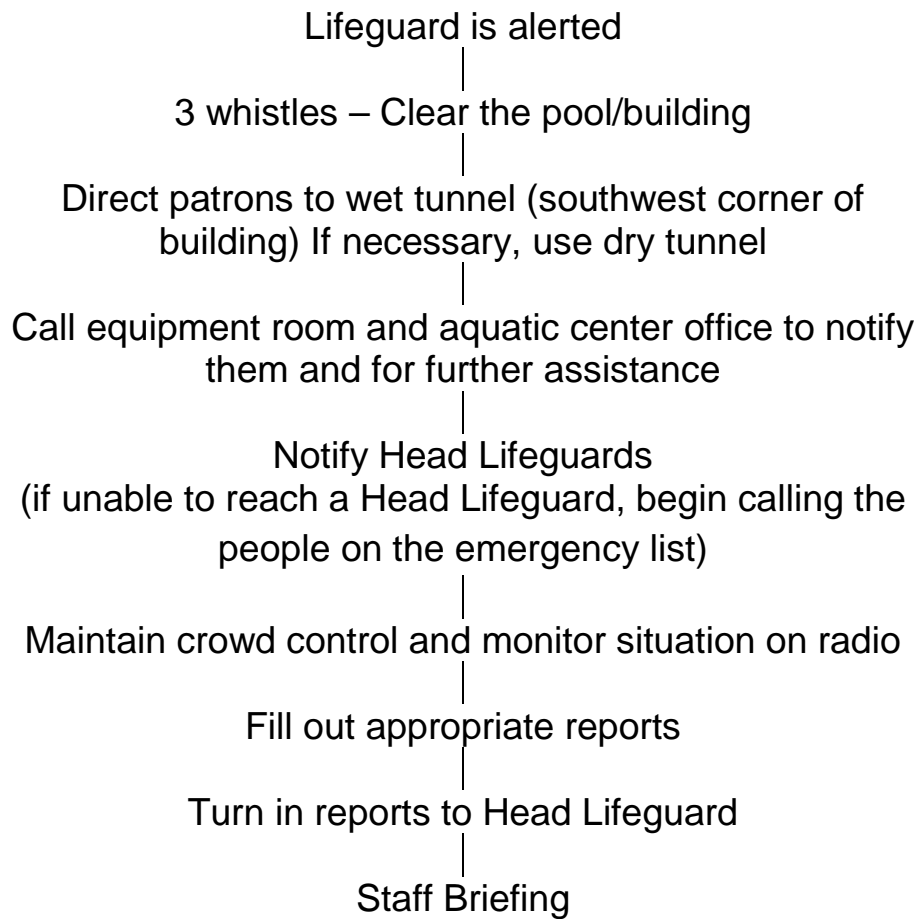 Lifeguard is alerted
3 whistles – Clear the pool/building
Direct patrons to wet tunnel (southwest corner of
building) If necessary, use dry tunnel
Call equipment room and aquatic center office to notify
them and for further assistance
Notify Head Lifeguards
(if unable to reach a Head Lifeguard, begin calling the
people on the emergency list)
Maintain crowd control and monitor situation on radio
Fill out appropriate reports
Turn in reports to Head Lifeguard
Staff Briefing